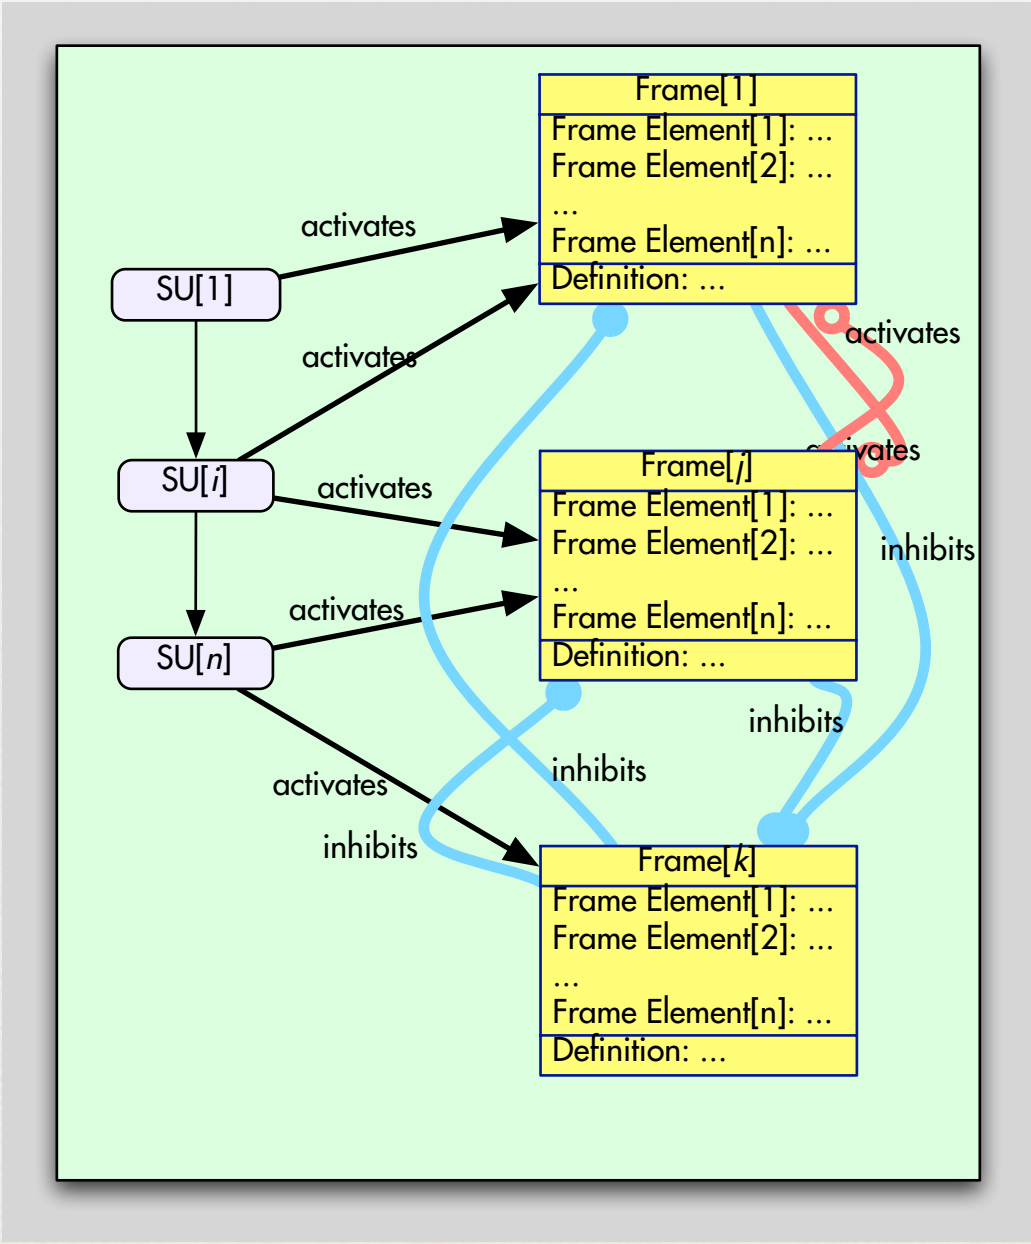 Frame[1]
Frame Element[1]: ...
Frame Element[2]: ...
...
Frame Element[n]: ...
Definition: ...
activates
SU[1]
activates
activates
activates
SU[i]
activates
Frame[j]
Frame Element[1]: ...
Frame Element[2]: ...
...
Frame Element[n]: ...
Definition: ...
inhibits
activates
SU[n]
inhibits
inhibits
activates
inhibits
Frame[k]
Frame Element[1]: ...
Frame Element[2]: ...
...
Frame Element[n]: ...
Definition: ...